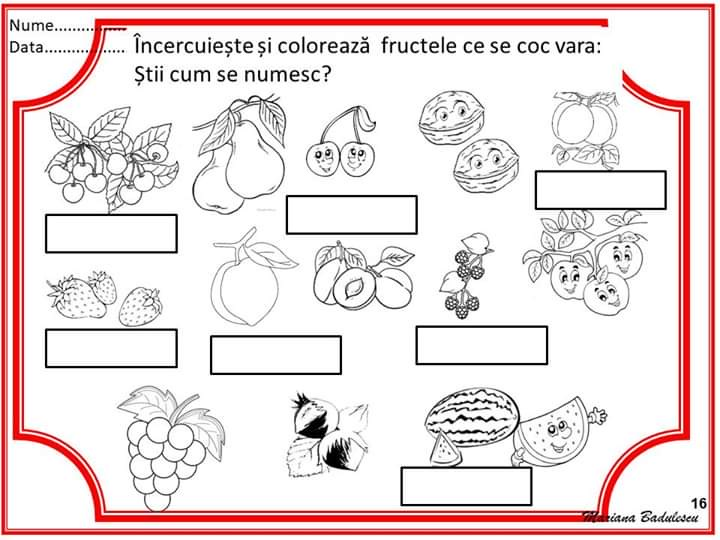 Nume................
Data.................. Încercuiește și colorează fructele ce se coc vara:
Știi cum se numesc?
16
Mariana Badulescu